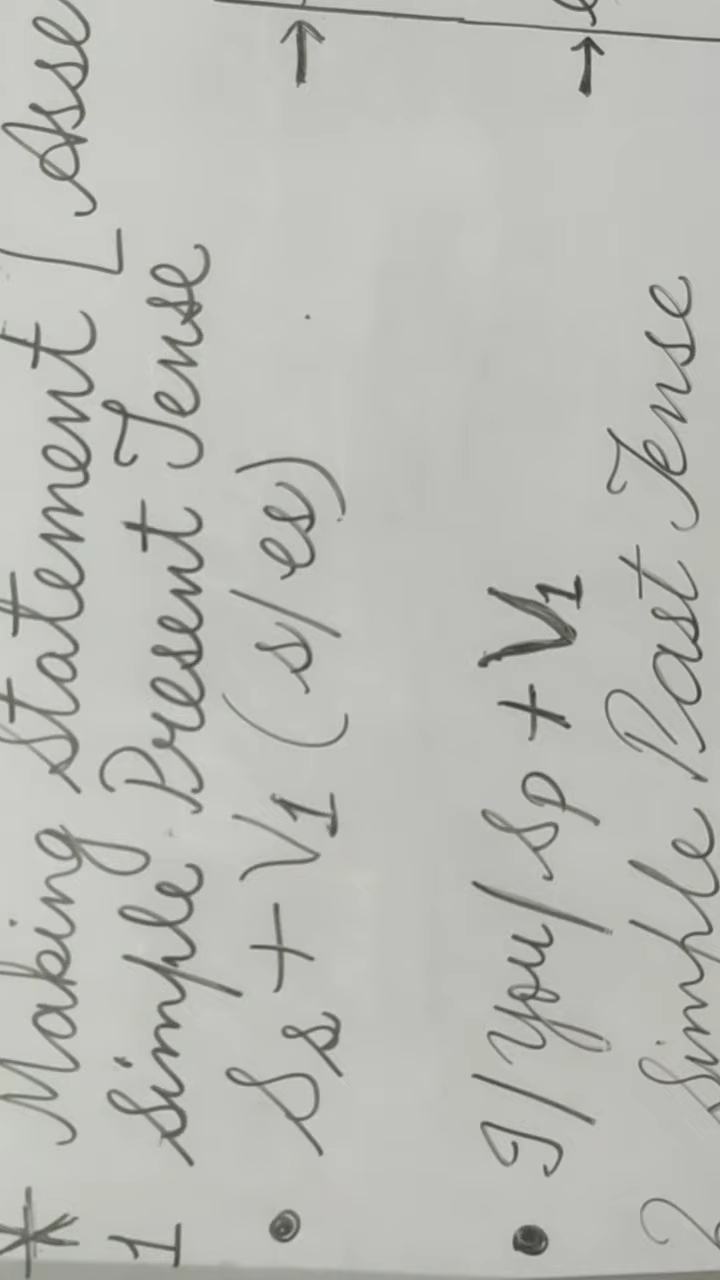 * Making Statement [ Asse
1 Simple Present Tense
• Ss + V1 (s/es) →
• I/You/Sp + V1 →
2 Simple Past Tense